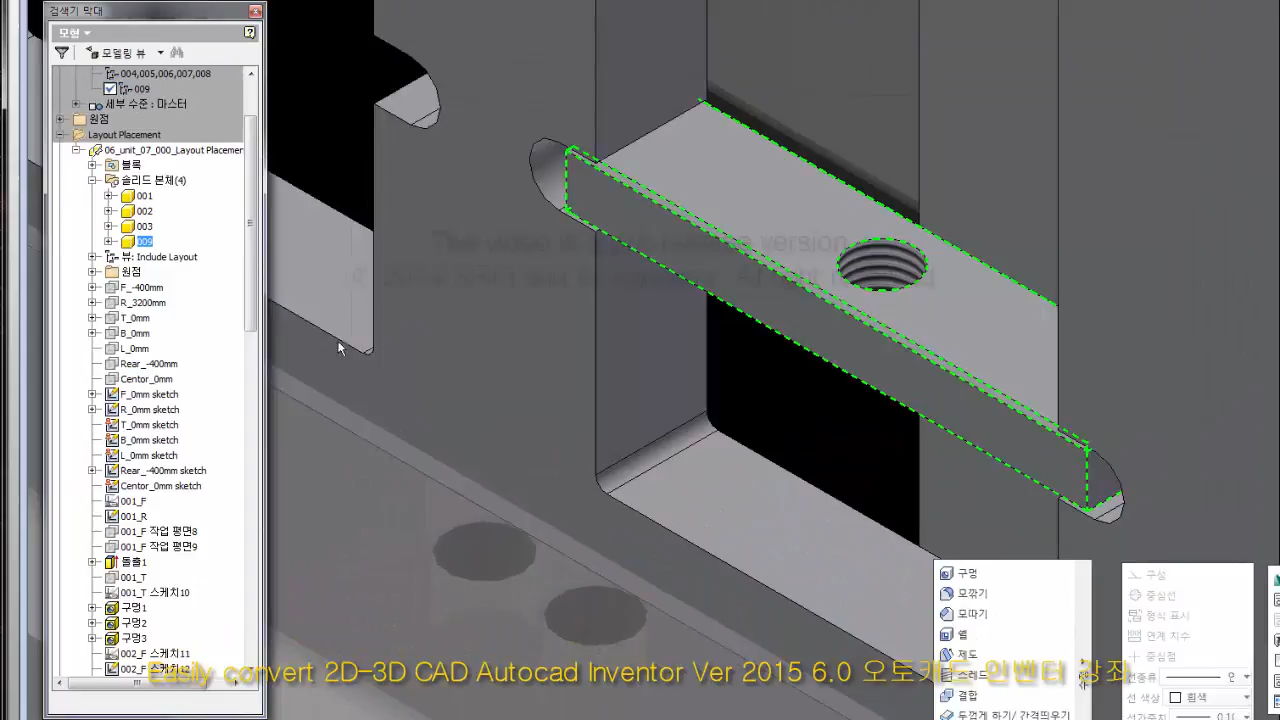 검색기 막대
모형
모델링 뷰
004,005,006,007,008
009
세부 수준 : 마스터
원점
Layout Placement
06_unit_07_000_Layout Placemer
블록
솔리드 본체(4)
001
002
003
009
뷰: Include Layout
원점
F_-400mm
R_3200mm
T_0mm
B_0mm
L_0mm
Rear_-400mm
Centor_0mm
F_0mm sketch
R_0mm sketch
T_0mm sketch
B_0mm sketch
L_0mm sketch
Rear_-400mm sketch
Centor_0mm sketch
001_F
001_R
001_F 작업 평면8
001_F 작업 평면9
돌출1
001_T
001_T 스케치10
구멍1
구멍2
구멍3
002_F 스케치11
구멍
모깎기
모따기
쉘
제도
결합
두껍게 하기/ 간격띄우기
구성
중심선
형식 표시
연계 치수
중심점
선 색상
흰색
Easily convert 2D-3D CAD Autocad Inventor Ver 2015 6.0 오토캐드 인벤터 강좌